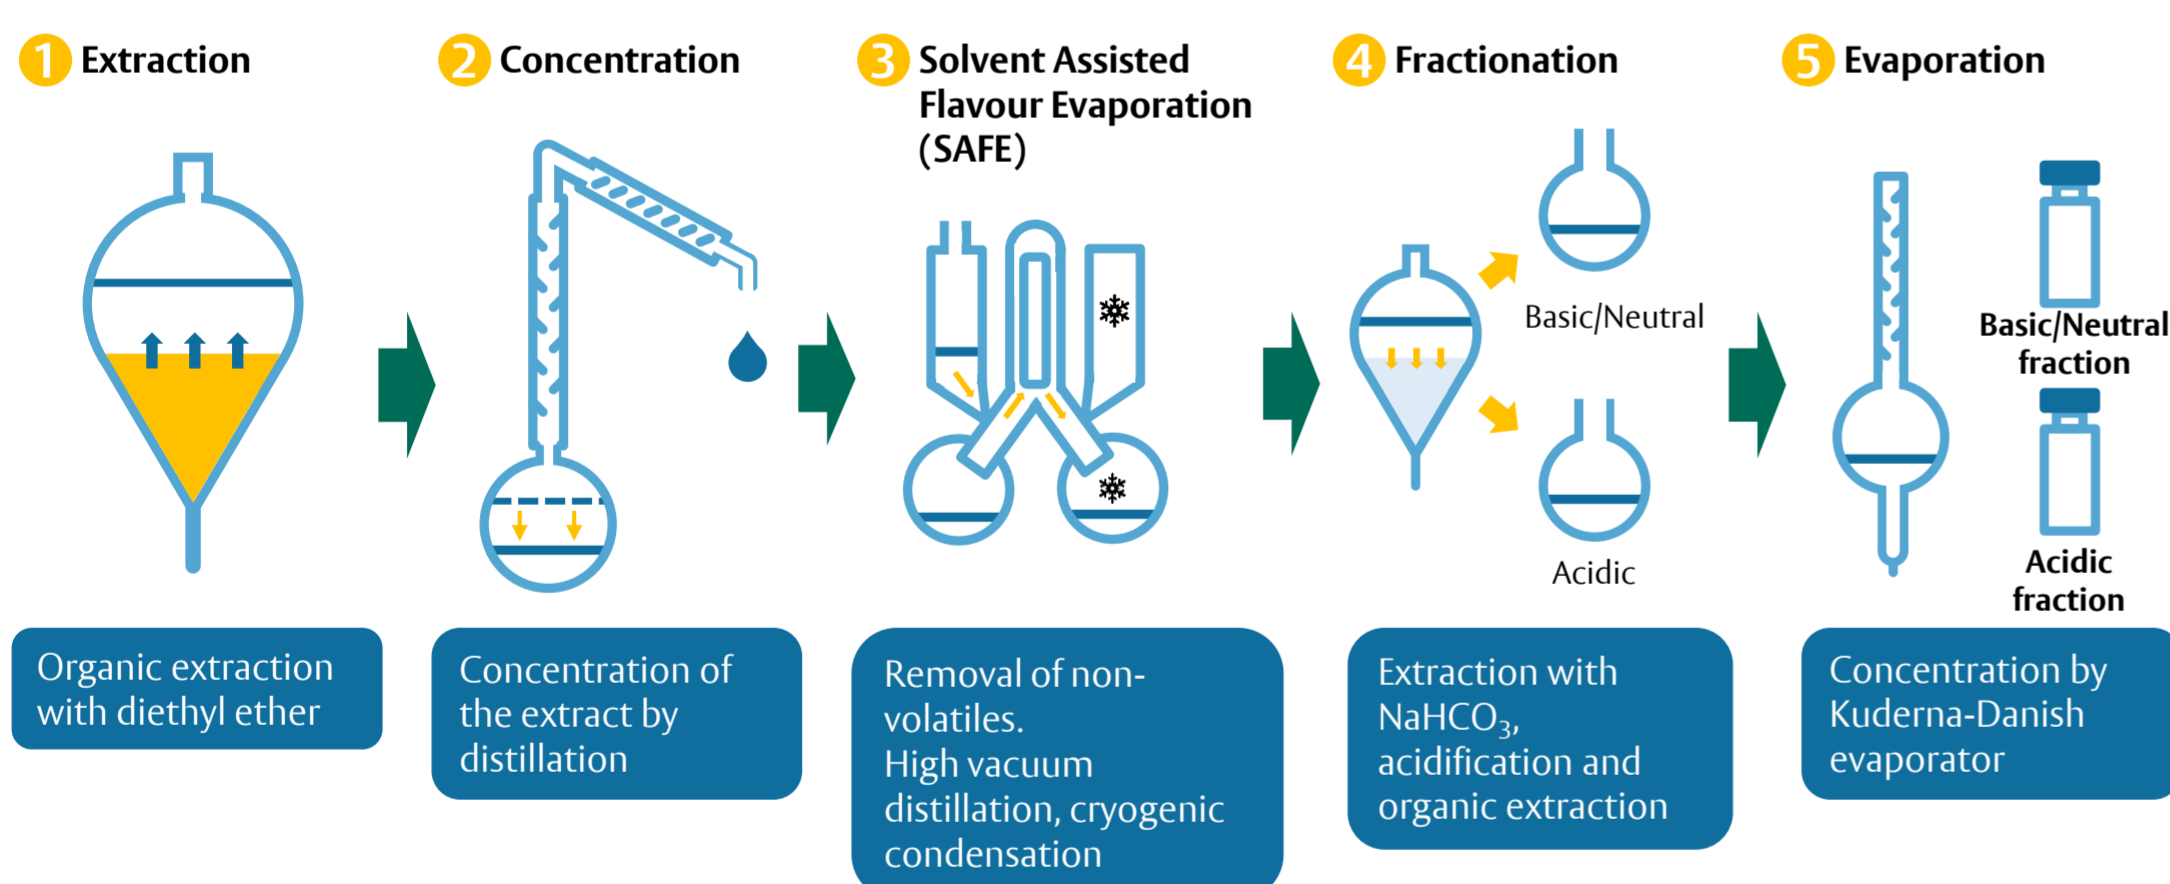 1 Extraction
2 Concentration
3 Solvent Assisted
Flavour Evaporation
(SAFE)
4 Fractionation
5 Evaporation
Basic/Neutral
Acidic
Basic/Neutral
fraction
Acidic
fraction
Organic extraction
with diethyl ether
Concentration of
the extract by
distillation
Removal of non-
volatiles.
High vacuum
distillation, cryogenic
condensation
Extraction with
NaHCO₃,
acidification and
organic extraction
Concentration by
Kuderna-Danish
evaporator